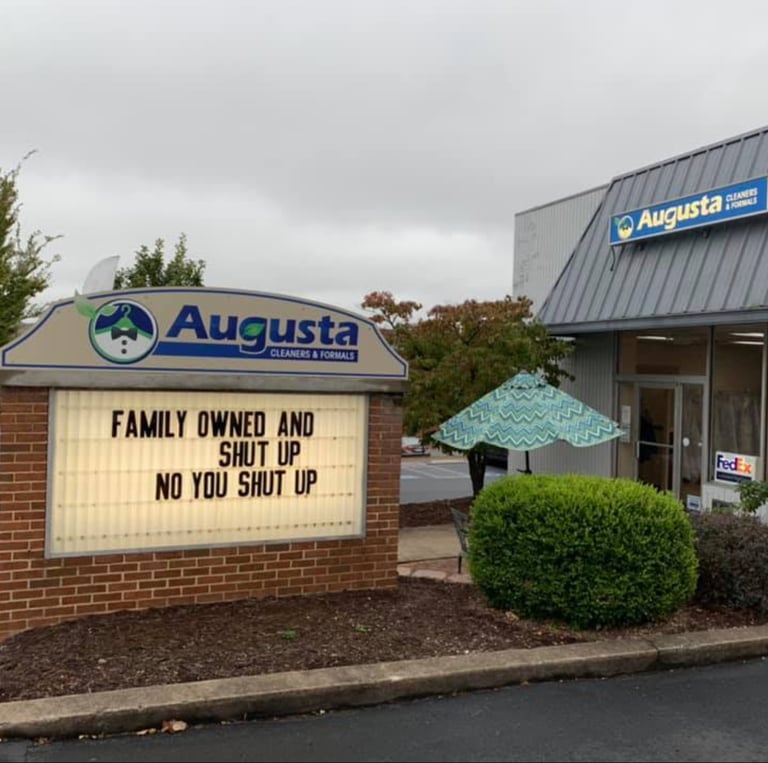 Augusta
CLEANERS & FORMALS
FAMILY OWNED AND
SHUT UP
NO YOU SHUT UP
Augusta
CLEANERS
& FORMALS
FedEx